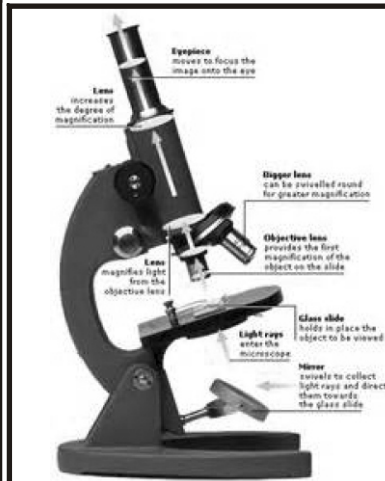 Eyepiece
moves to focus the
image onto the eye
Lens
increases
the degree of
magnification
Bigger lens
can be swivelled round
for greater magnification
Objective lens
provides the first
magnification of the
object on the slide
Lens
magnifies light
from the
objective lens
Glass slide
holds in place the
object to be viewed
Light rays
enter the
microscope
Mirror
swivels to collect
light rays and direct
them towards
the glass slide